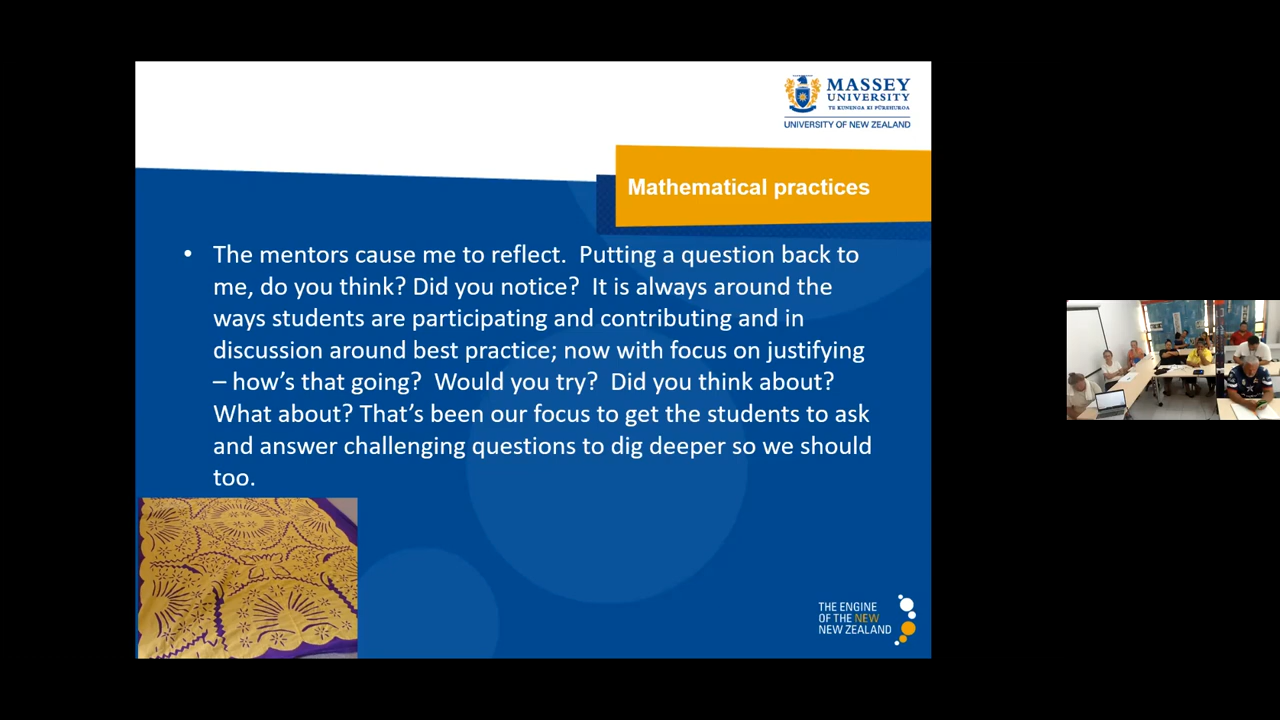 MASSEY
UNIVERSITY
TE KUNENGA KI PŪREHUROA
UNIVERSITY OF NEW ZEALAND
Mathematical practices
• The mentors cause me to reflect.  Putting a question back to
me, do you think? Did you notice?  It is always around the
ways students are participating and contributing and in
discussion around best practice; now with focus on justifying
– how’s that going?  Would you try?  Did you think about?
What about? That’s been our focus to get the students to ask
and answer challenging questions to dig deeper so we should
too.
THE ENGINE
OF THE NEW
NEW ZEALAND